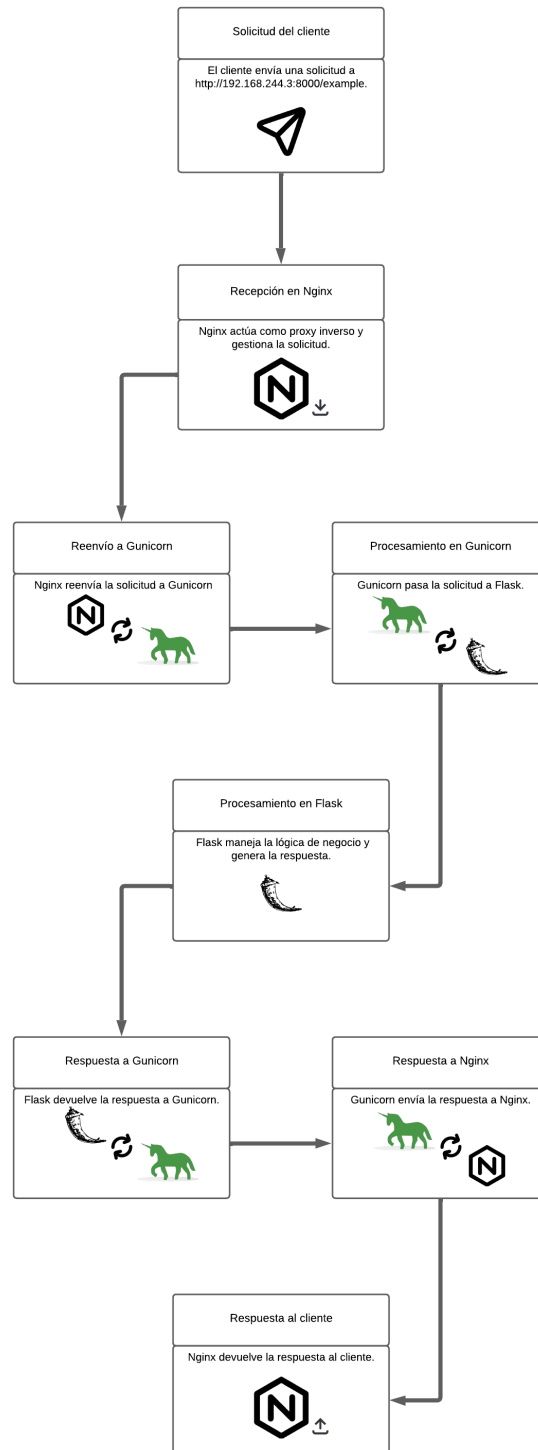 Solicitud del cliente
El cliente envía una solicitud a
http://192.168.244.3:8000/example.
Recepción en Nginx
Nginx actúa como proxy inverso y
gestiona la solicitud.
Reenvío a Gunicorn
Nginx reenvía la solicitud a Gunicorn
Procesamiento en Gunicorn
Gunicorn pasa la solicitud a Flask.
Procesamiento en Flask
Flask maneja la lógica de negocio y
genera la respuesta.
Respuesta a Gunicorn
Flask devuelve la respuesta a Gunicorn.
Respuesta a Nginx
Gunicorn envía la respuesta a Nginx.
Respuesta al cliente
Nginx devuelve la respuesta al cliente.